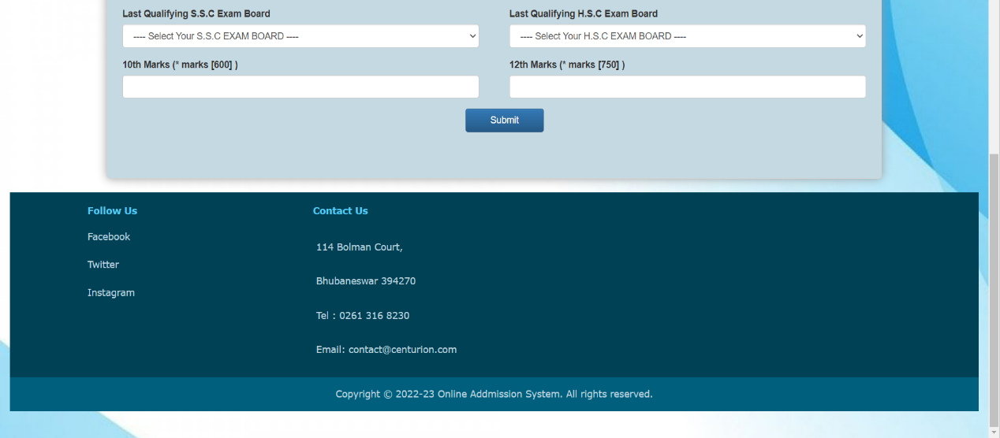 Last Qualifying S.S.C Exam Board
Last Qualifying H.S.C Exam Board
---- Select Your S.S.C EXAM BOARD ----
---- Select Your H.S.C EXAM BOARD ----
10th Marks (* marks [600] )
12th Marks (* marks [750] )
Submit
Follow Us
Facebook
Twitter
Instagram
Contact Us
114 Bolman Court,
Bhubaneswar 394270
Tel : 0261 316 8230
Email: contact@centurion.com
Copyright © 2022-23 Online Addmission System. All rights reserved.